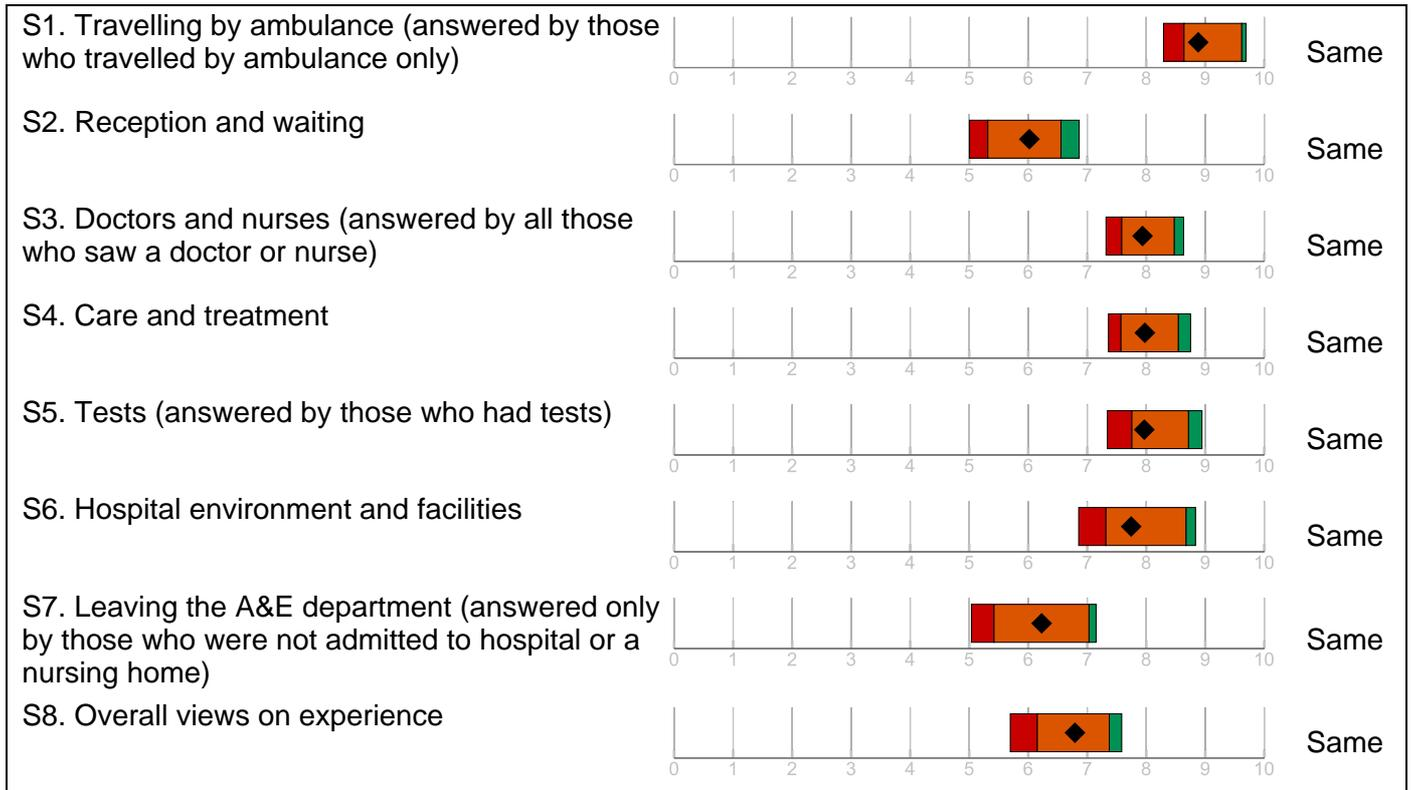 S1. Travelling by ambulance (answered by those
who travelled by ambulance only)
0 1 2 3 4 5 6 7 8 9 10
Same
S2. Reception and waiting
0 1 2 3 4 5 6 7 8 9 10
Same
S3. Doctors and nurses (answered by all those
who saw a doctor or nurse)
0 1 2 3 4 5 6 7 8 9 10
Same
S4. Care and treatment
0 1 2 3 4 5 6 7 8 9 10
Same
S5. Tests (answered by those who had tests)
0 1 2 3 4 5 6 7 8 9 10
Same
S6. Hospital environment and facilities
0 1 2 3 4 5 6 7 8 9 10
Same
S7. Leaving the A&E department (answered only
by those who were not admitted to hospital or a
nursing home)
0 1 2 3 4 5 6 7 8 9 10
Same
S8. Overall views on experience
0 1 2 3 4 5 6 7 8 9 10
Same